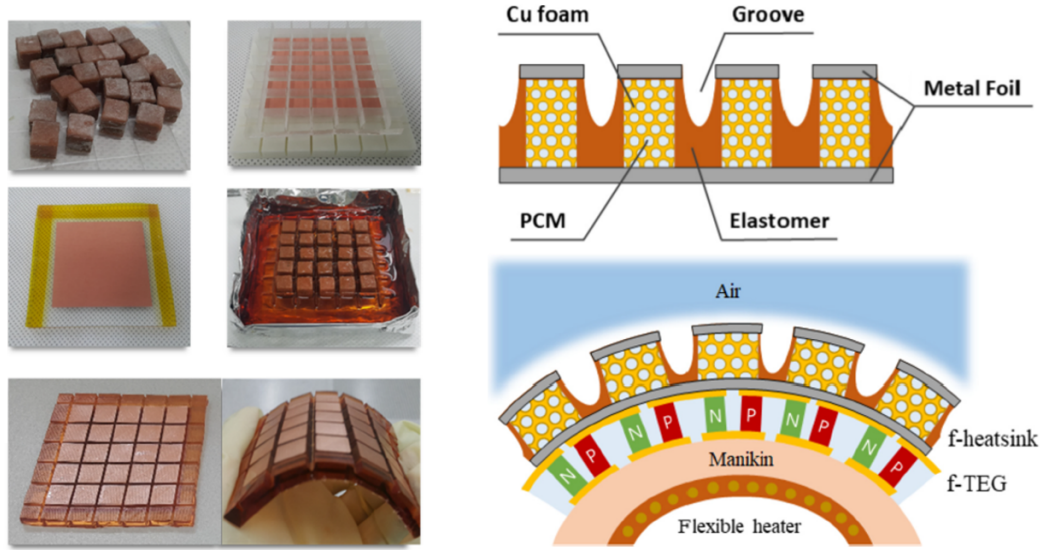 Cu foam
Groove
Metal Foil
PCM
Elastomer
Air
N P N P N P N P N P
f-heatsink
Manikin
f-TEG
Flexible heater